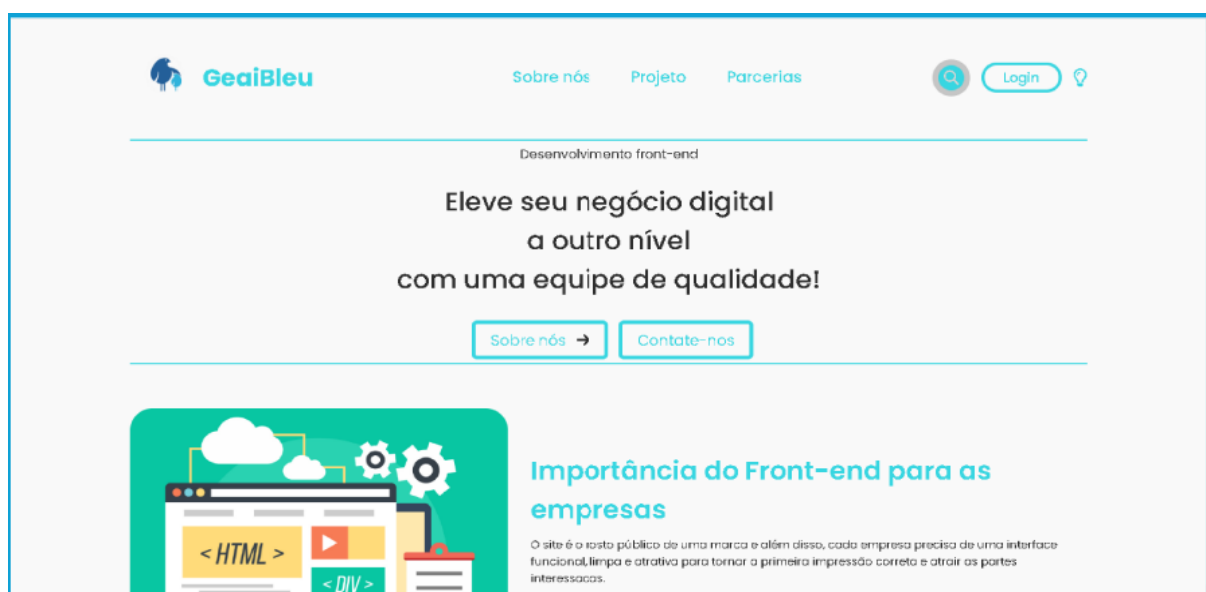 GeaiBleu
Sobre nós
Projeto
Parcerias
Login
Desenvolvimento front-end
Eleve seu negócio digital
a outro nível
com uma equipe de qualidade!
Sobre nós →
Contate-nos
Importância do Front-end para as
empresas
O site é o rosto público de uma marca e além disso, cada empresa precisa de uma interface
funcional, limpa e atrativa para tornar a primeira impressão correta e atrair as partes
interessadas.
< HTML >
< DIV >